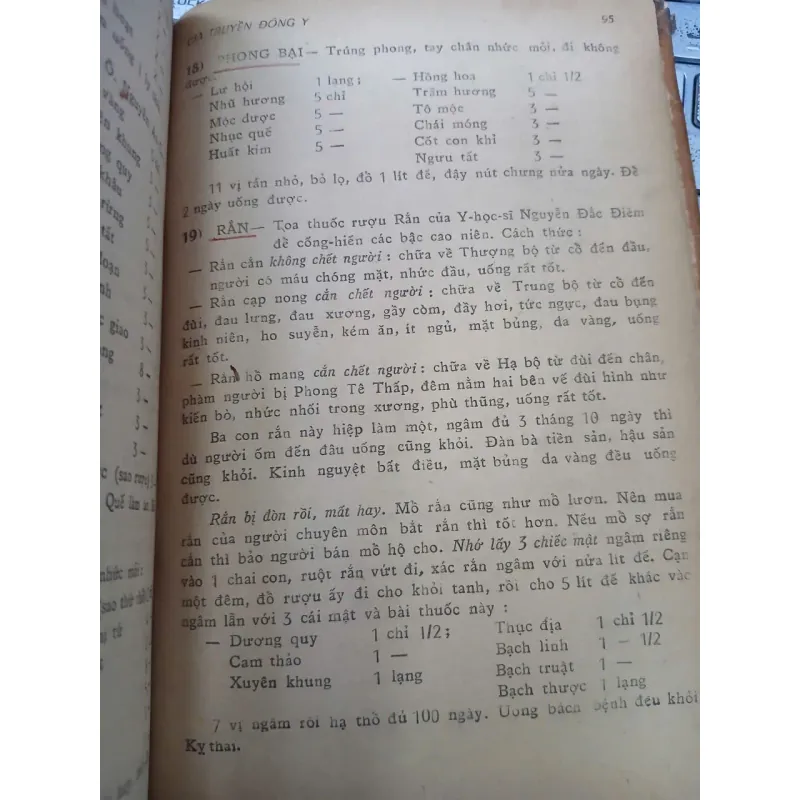 GIA TRUYỀN ĐÔNG Y 95
18) PHONG BẠI — Trúng phong, tay chân nhức mỏi, đi không
được.
— Lư hội 1 lạng; — Hồng hoa 1 chỉ 1/2
Nhũ hương 5 chỉ Trầm hương 5 —
Mộc dược 5 — Tô mộc 3 —
Nhục quế 5 — Chái móng 3 —
Huất kim 5 — Cốt con khỉ 3 —
Ngưu tất 3 —
11 vị tán nhỏ, bỏ lọ, đồ 1 lít đế, đậy nút chưng nửa ngày. Để
2 ngày uống được.
19) RẮN — Tọa thuốc rượu Rắn của Y-học-sĩ Nguyễn Đắc Điềm
để cống-hiến các bậc cao niên. Cách thức :
— Rắn cắn không chết người : chữa về Thượng bộ từ cổ đến đầu,
người có máu chóng mặt, nhức đầu, uống rất tốt.
— Rắn cạp nong cắn chết người : chữa về Trung bộ từ cổ đến
đùi, đau lưng, đau xương, gầy còm, đầy hơi, tức ngực, đau bụng
kinh niên, ho suyễn, kém ăn, ít ngủ, mặt bủng, da vàng, uống
rất tốt.
— Rắn hổ mang cắn chết người : chữa về Hạ bộ từ đùi đến chân,
phàm người bị Phong Tê Thấp, đêm nằm hai bên vế đùi hình như
kiến bò, nhức nhối trong xương, phù thũng, uống rất tốt.
Ba con rắn này hiệp làm một, ngâm đủ 3 tháng 10 ngày thì
dù người ốm đến đâu uống cũng khỏi. Đàn bà tiền sản, hậu sản
cũng khỏi. Kinh nguyệt bất điều, mặt bủng da vàng đều uống
được.
Rắn bị đòn rồi, mất hay. Mổ rắn cũng như mổ lươn. Nên mua
rắn của người chuyên môn bắt rắn thì tốt hơn. Nếu mổ sợ rắn
cắn thì bảo người bán mổ hộ cho. Nhớ lấy 3 chiếc mật ngâm riêng
vào 1 chai con, ruột rắn vứt đi, xác rắn ngâm với nửa lít đế. Cạn
một đêm, đổ rượu ấy đi cho khỏi tanh, rồi cho 5 lít đế khác vào
ngâm lẫn với 3 cái mật và bài thuốc này :
— Dương quy 1 chỉ 1/2; Thục địa 1 chỉ 1/2
Cam thảo 1 — Bạch linh 1 — 1/2
Xuyên khung 1 lạng Bạch truật 1 —
Bạch thược 1 lạng
7 vị ngâm rồi hạ thổ đủ 100 ngày. Uống bách bệnh đều khỏi
Kỵ thai.